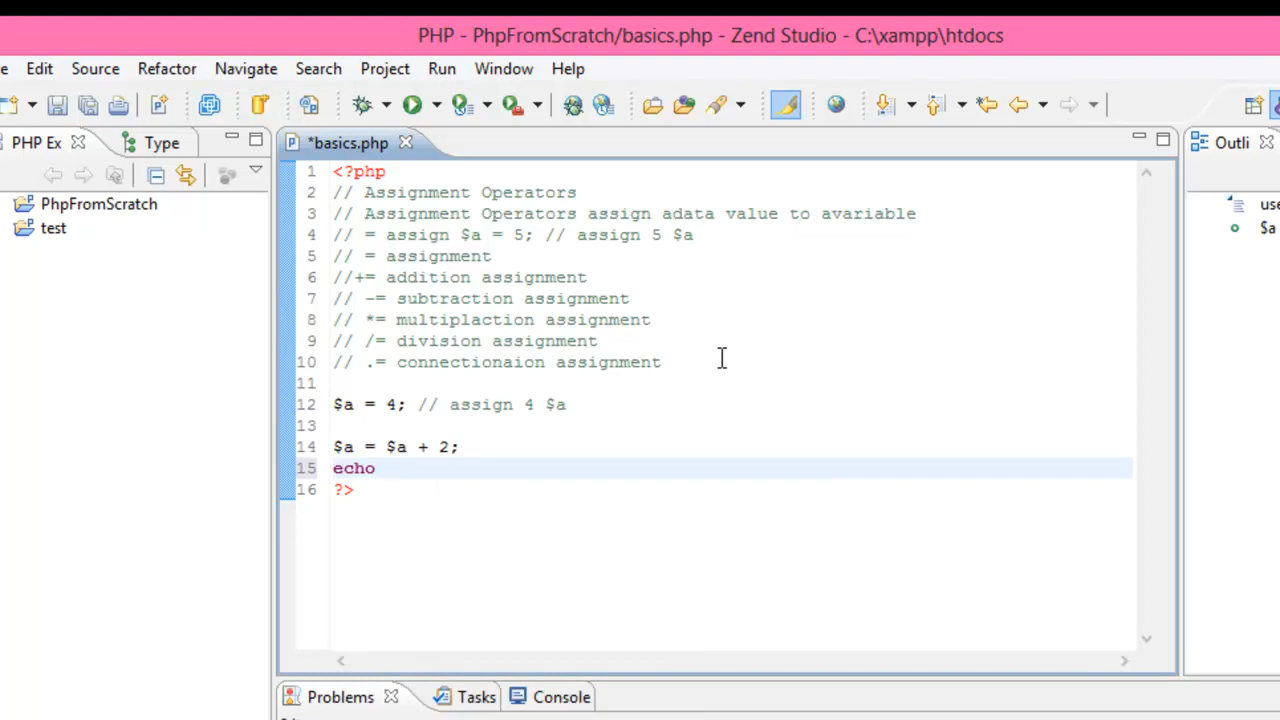 PHP - PhpFromScratch/basics.php - Zend Studio - C:\xampp\htdocs
e Edit Source Refactor Navigate Search Project Run Window Help
PHP Ex
Type
*basics.php
Outli
PhpFromScratch
test
1 <?php
2 // Assignment Operators
3 // Assignment Operators assign adata value to avariable
4 // = assign $a = 5; // assign 5 $a
5 // = assignment
6 //+= addition assignment
7 // -= subtraction assignment
8 // *= multiplaction assignment
9 // /= division assignment
10 // .= connectionaion assignment
11
12 $a = 4; // assign 4 $a
13
14 $a = $a + 2;
15 echo
16 ?>
use
$a
Problems
Tasks
Console